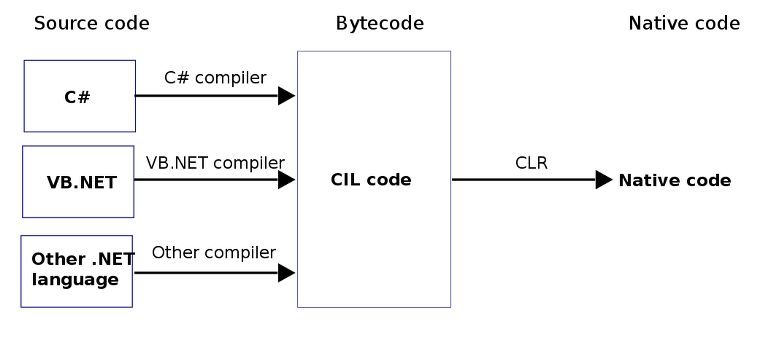 Source code
Bytecode
Native code
C#
C# compiler
VB.NET
VB.NET compiler
CIL code
CLR
Native code
Other .NET
language
Other compiler